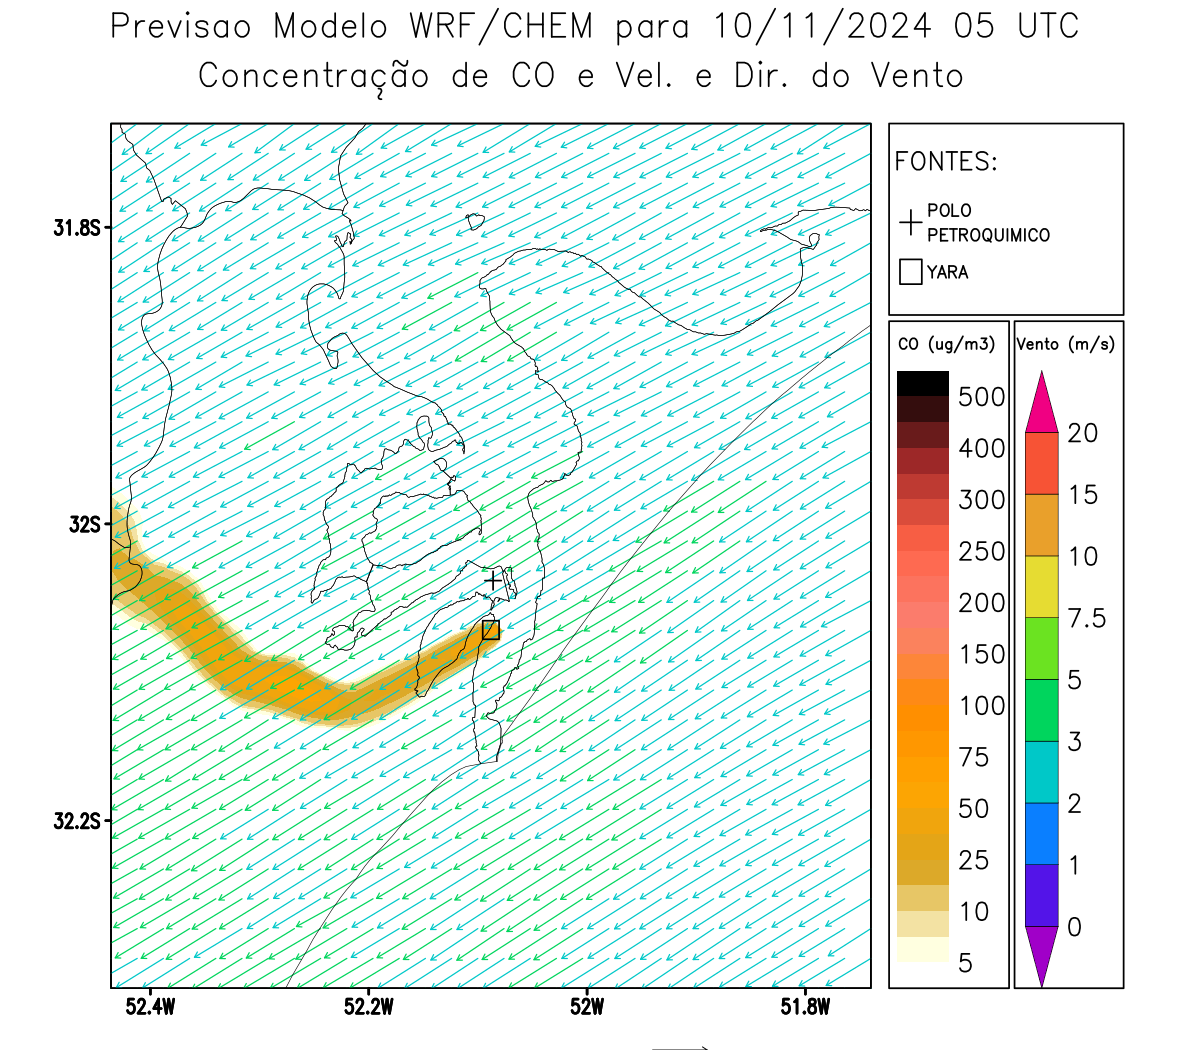 Previsao Modelo WRF/CHEM para 10/11/2024 05 UTC
Concentração de CO e Vel. e Dir. do Vento
FONTES:
POLO
PETROQUIMICO
YARA
CO (ug/m3)
500
400
300
250
200
150
100
75
50
25
10
5
Vento (m/s)
20
15
10
7.5
5
3
2
1
0
31.8S
32S
32.2S
52.4W
52.2W
52W
51.8W